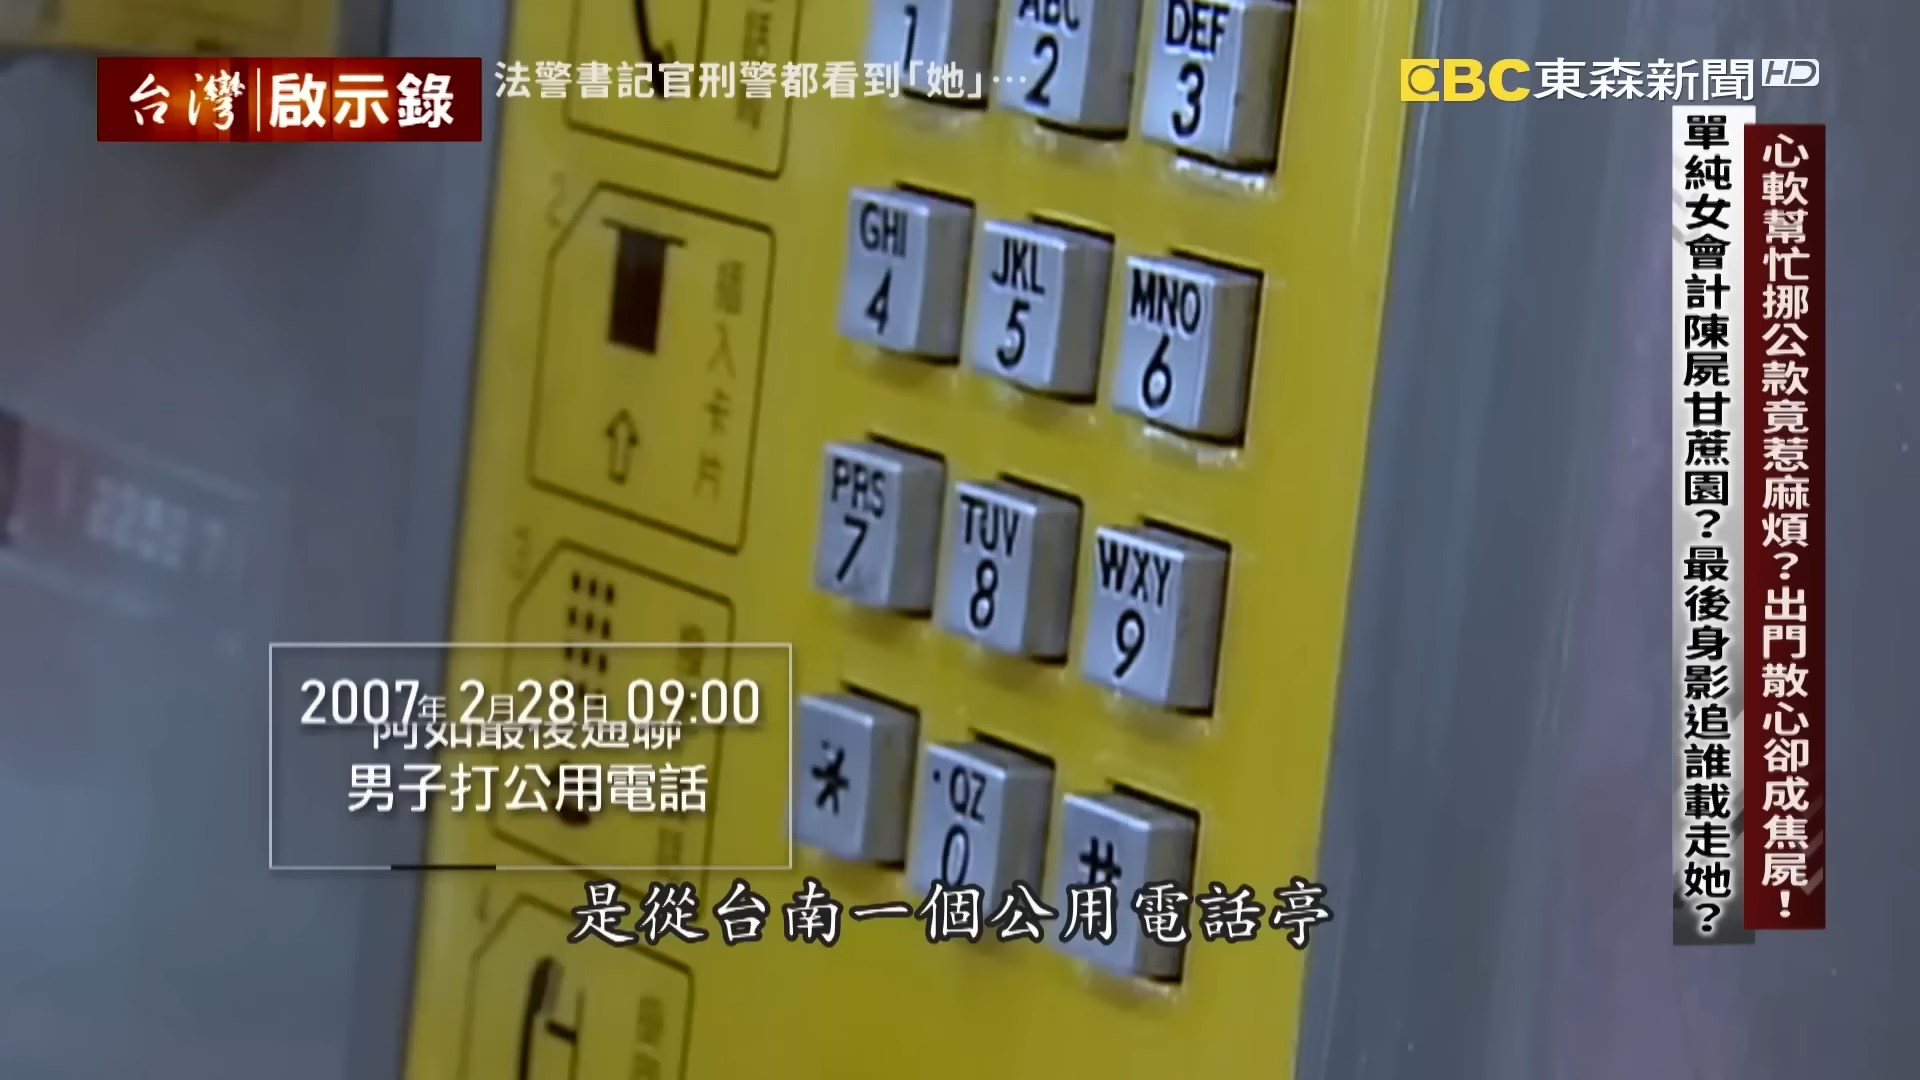 台灣 啟示錄
法警書記官刑警都看到「她」…
EBC 東森新聞 HD
心軟幫忙挪公款竟惹麻煩？出門散心卻成焦屍！
單純女會計陳屍甘蔗園？最後身影追誰載走她？
1
ABC
2
DEF
3
GHI
4
JKL
5
MNO
6
PRS
7
TUV
8
WXY
9
*
·QZ
0
#
2
插入卡片
3
4
2007年 2月28日 09:00
阿如最後通聯
男子打公用電話
是從台南一個公用電話亭